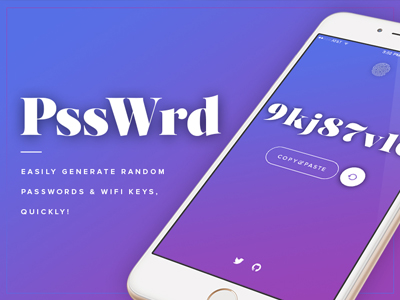 PssWrd
EASILY GENERATE RANDOM
PASSWORDS & WIFI KEYS,
QUICKLY!
9kj87v1
COPY&PASTE